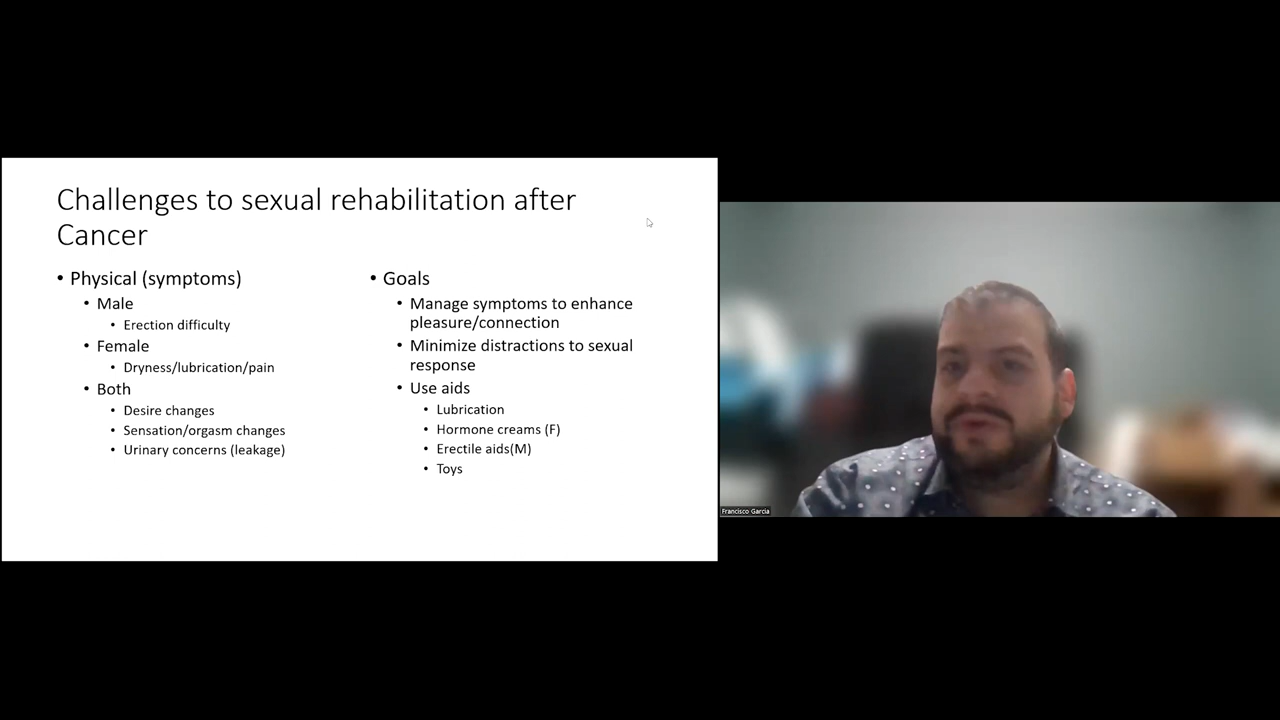 Challenges to sexual rehabilitation after
Cancer
• Physical (symptoms)
• Male
• Erection difficulty
• Female
• Dryness/lubrication/pain
• Both
• Desire changes
• Sensation/orgasm changes
• Urinary concerns (leakage)
• Goals
• Manage symptoms to enhance
pleasure/connection
• Minimize distractions to sexual
response
• Use aids
• Lubrication
• Hormone creams (F)
• Erectile aids(M)
• Toys
Francisco Garcia